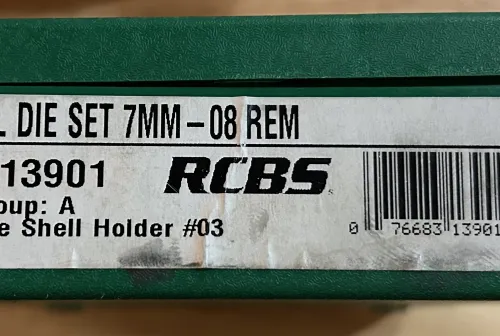 L DIE SET 7MM-08 REM
13901 RCBS
oup: A
e Shell Holder #03
0 76683 13901